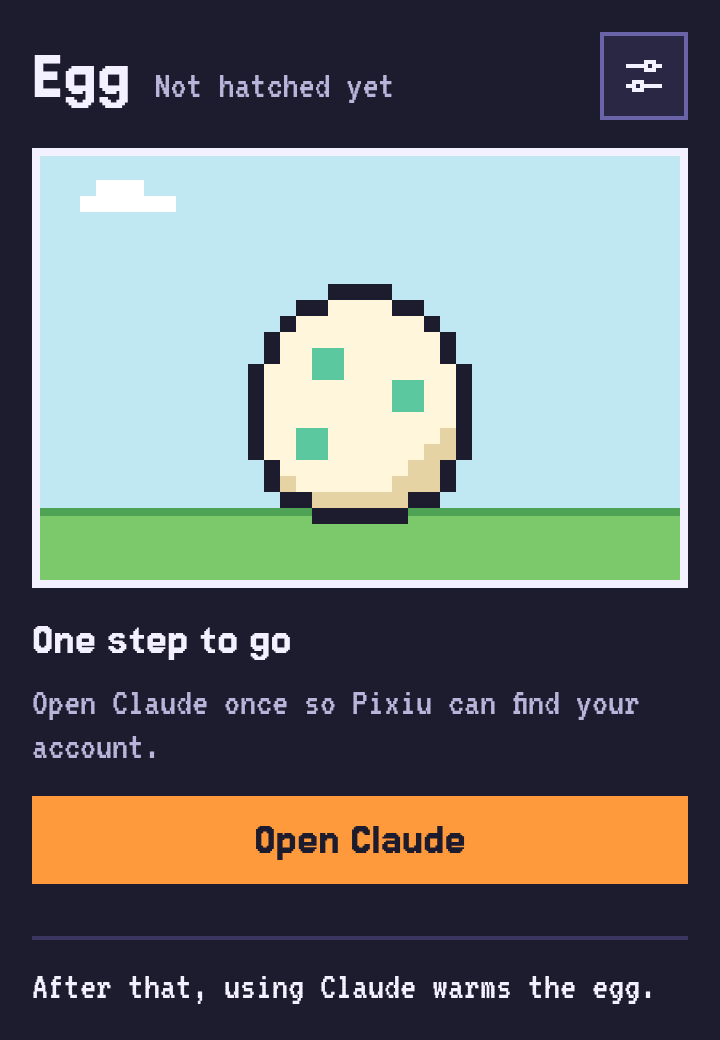 Egg Not hatched yet
One step to go
Open Claude once so Pixiu can find your
account.
Open Claude
After that, using Claude warms the egg.